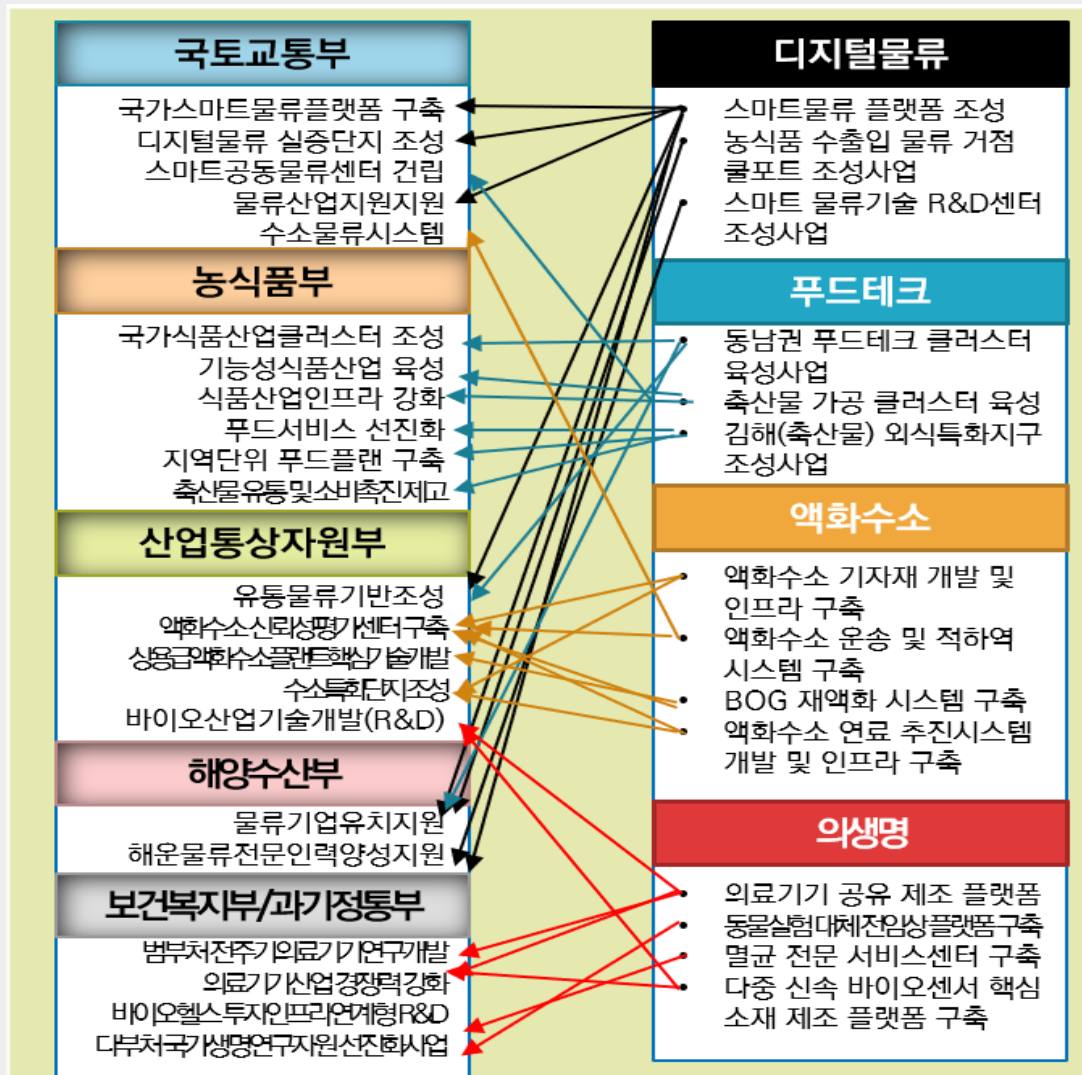 국토교통부
국가스마트물류플랫폼 구축
디지털물류 실증단지 조성
스마트공동물류센터 건립
물류산업지원지원
수소물류시스템
농식품부
국가식품산업클러스터 조성
기능성식품산업 육성
식품산업인프라 강화
푸드서비스 선진화
지역단위 푸드플랜 구축
축산물유통및소비촉진제고
산업통상자원부
유통물류기반조성
액화수소신뢰성평가센터구축
상용급액화수소플랜트핵심기술개발
수소특화단지조성
바이오산업기술개발(R&D)
해양수산부
물류기업유치지원
해운물류전문인력양성지원
보건복지부/과기정통부
범부처전주기의료기기연구개발
의료기기산업 경쟁력 강화
바이오헬스투자인프라연계형R&D
다부처국가생명연구자원선진화사업
디지털물류
스마트물류 플랫폼 조성
농식품 수출입 물류 거점
쿨포트 조성사업
스마트 물류기술 R&D센터
조성사업
푸드테크
동남권 푸드테크 클러스터
육성사업
축산물 가공 클러스터 육성
김해(축산물) 외식특화지구
조성사업
액화수소
액화수소 기자재 개발 및
인프라 구축
액화수소 운송 및 적하역
시스템 구축
BOG 재액화 시스템 구축
액화수소 연료 추진시스템
개발 및 인프라 구축
의생명
의료기기 공유 제조 플랫폼
동물실험대체전임상플랫폼구축
멸균 전문 서비스센터 구축
다중 신속 바이오센서 핵심
소재 제조 플랫폼 구축